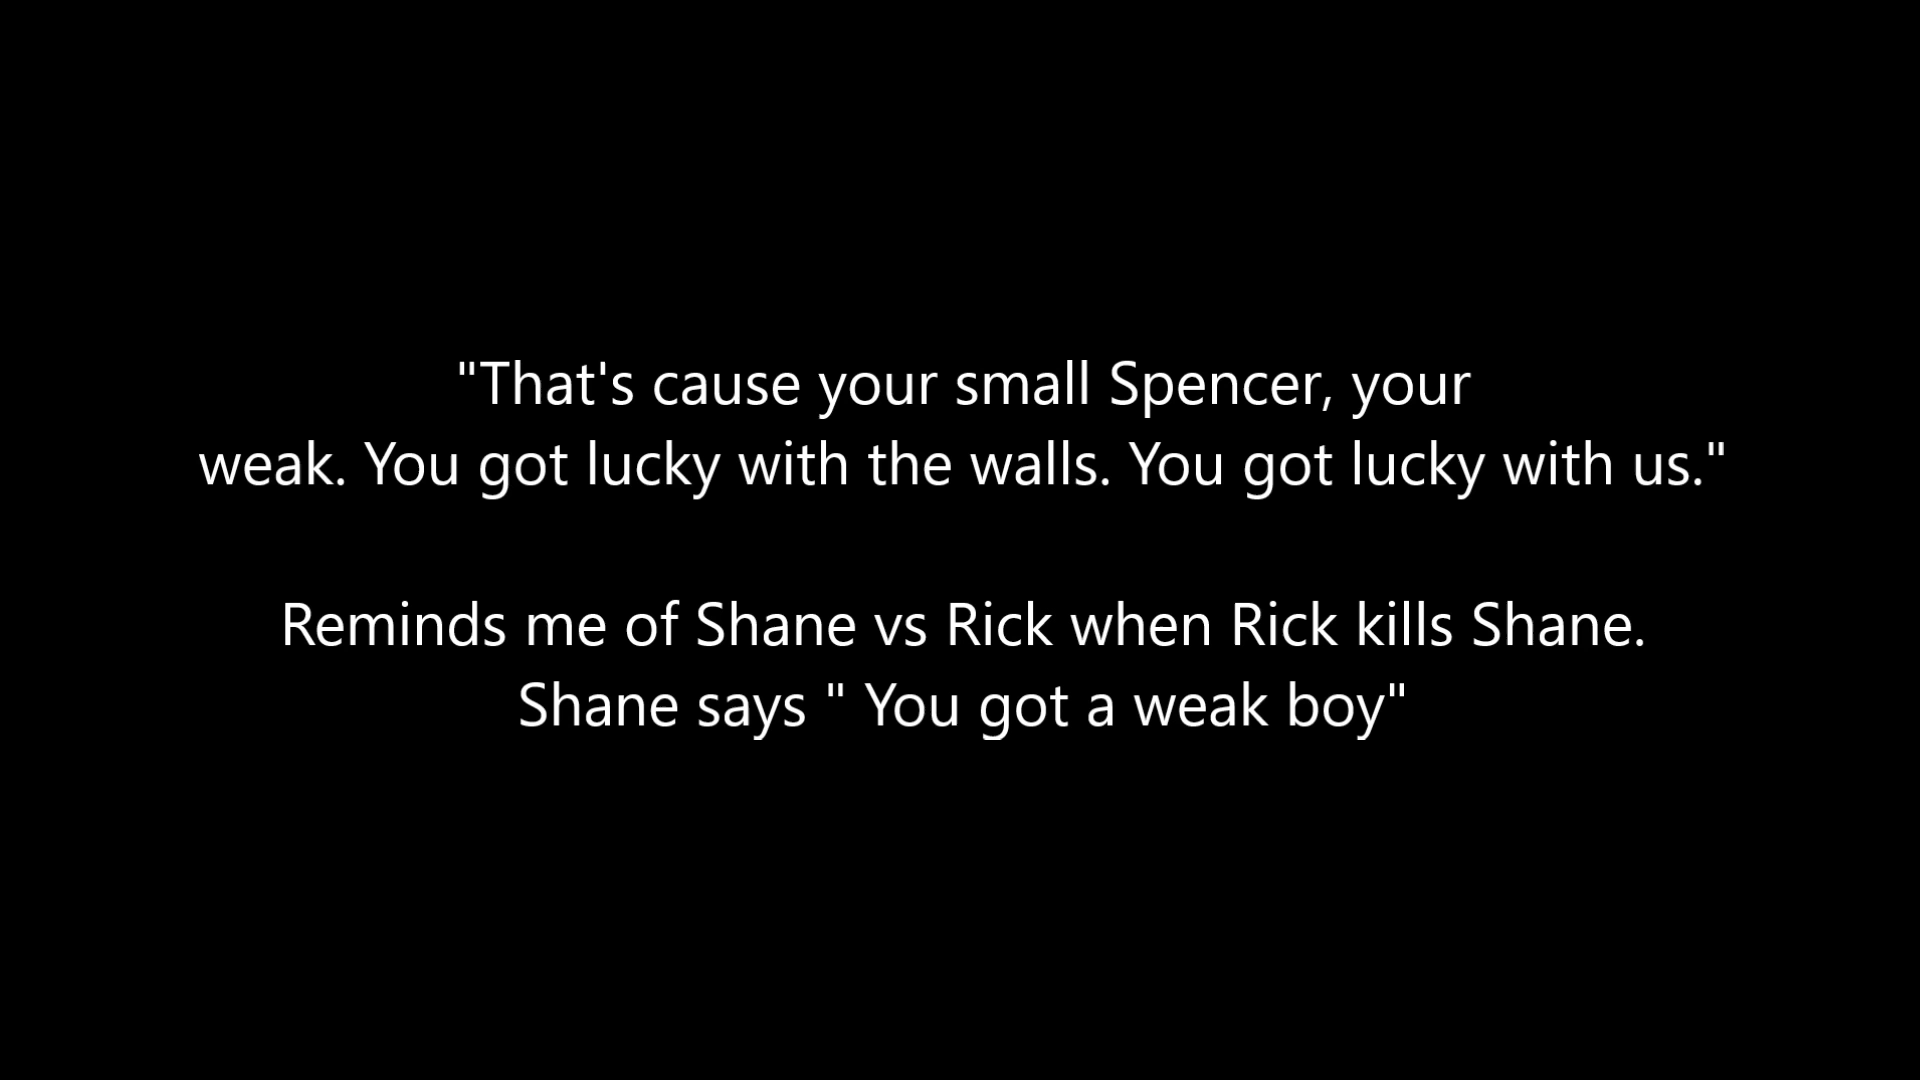 "That's cause your small Spencer, your
weak. You got lucky with the walls. You got lucky with us."
Reminds me of Shane vs Rick when Rick kills Shane.
Shane says " You got a weak boy"